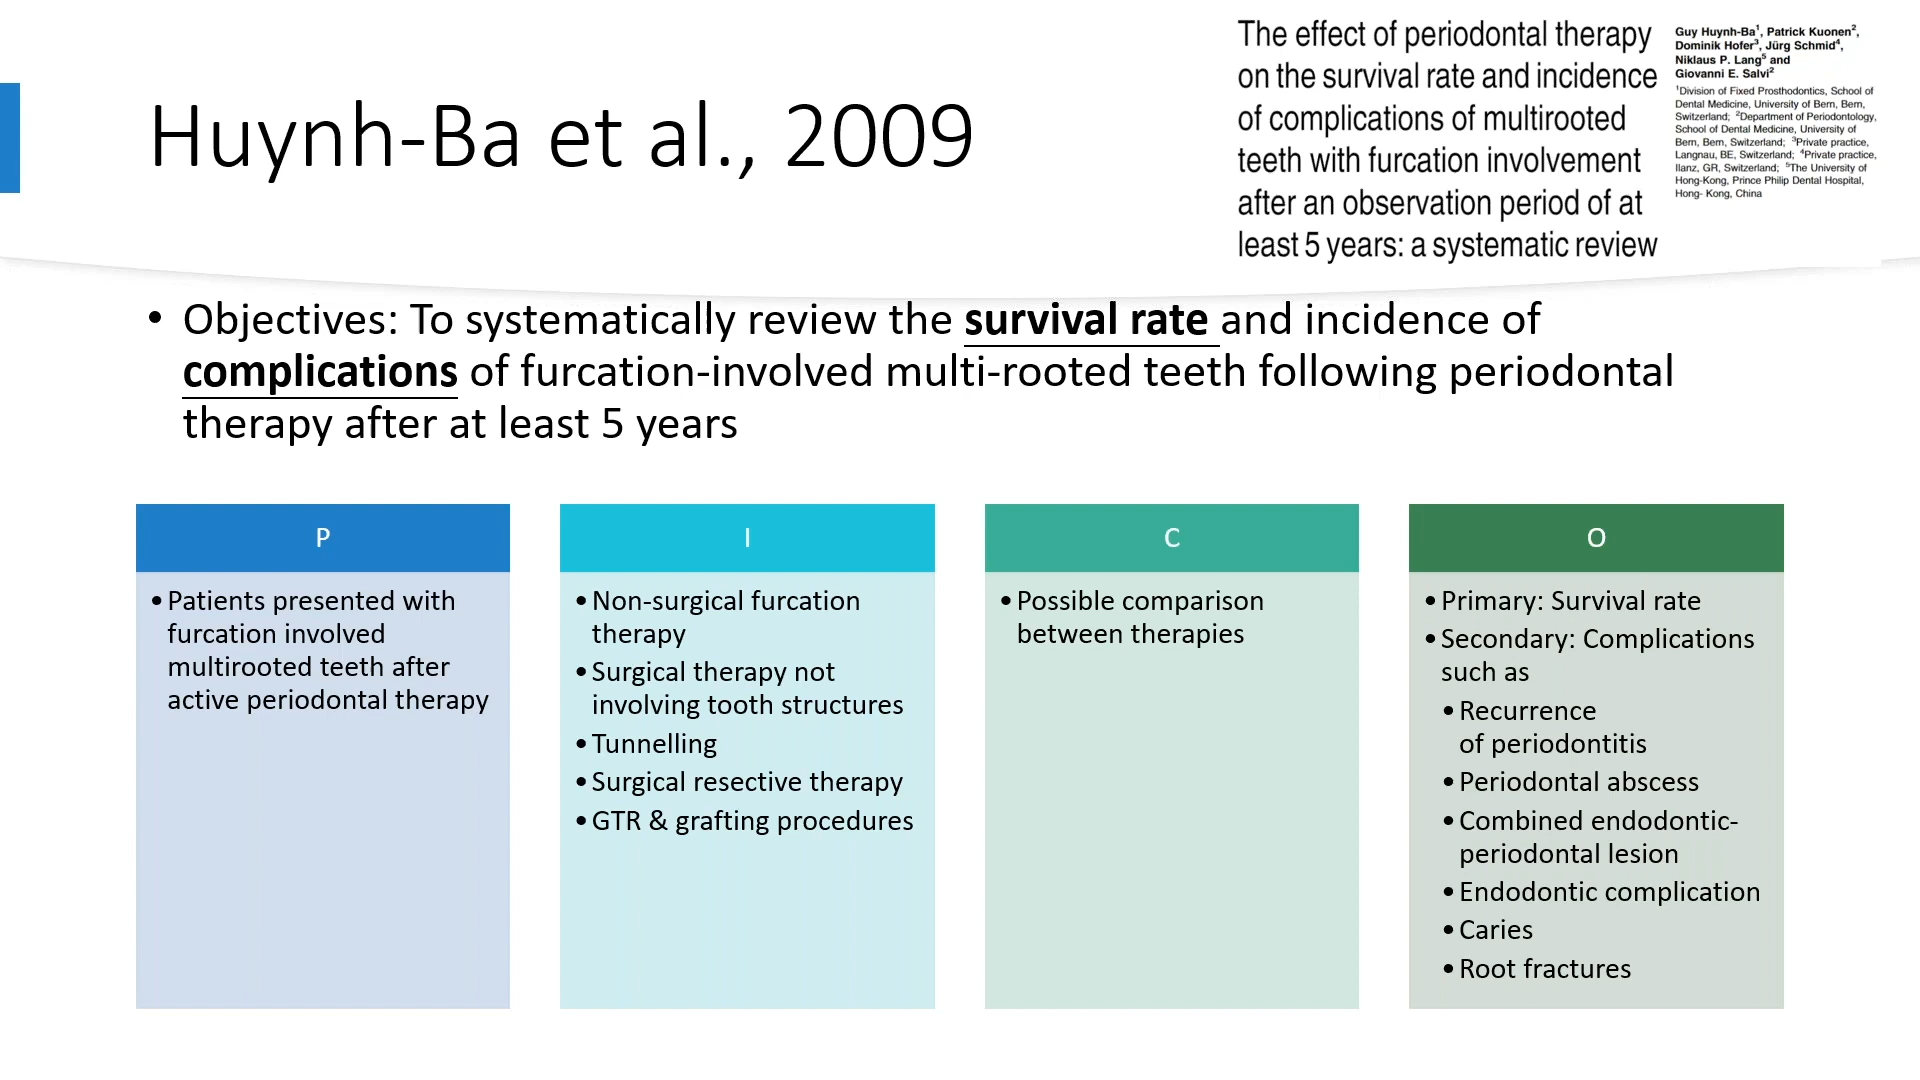 Huynh-Ba et al., 2009
The effect of periodontal therapy
on the survival rate and incidence
of complications of multirooted
teeth with furcation involvement
after an observation period of at
least 5 years: a systematic review
Guy Huynh-Ba1, Patrick Kuonen2,
Dominik Hofer3, Jürg Schmid4,
Niklaus P. Lang5 and
Giovanni E. Salvi2
1Division of Fixed Prosthodontics, School of
Dental Medicine, University of Bern, Bern,
Switzerland; 2Department of Periodontology,
School of Dental Medicine, University of
Bern, Bern, Switzerland; 3Private practice,
Langnau, BE, Switzerland; 4Private practice,
Ilanz, GR, Switzerland; 5The University of
Hong-Kong, Prince Philip Dental Hospital,
Hong- Kong, China
• Objectives: To systematically review the survival rate and incidence of
complications of furcation-involved multi-rooted teeth following periodontal
therapy after at least 5 years
P
• Patients presented with
furcation involved
multirooted teeth after
active periodontal therapy
I
• Non-surgical furcation
therapy
• Surgical therapy not
involving tooth structures
• Tunnelling
• Surgical resective therapy
• GTR & grafting procedures
C
• Possible comparison
between therapies
O
• Primary: Survival rate
• Secondary: Complications
such as
• Recurrence
of periodontitis
• Periodontal abscess
• Combined endodontic-
periodontal lesion
• Endodontic complication
• Caries
• Root fractures